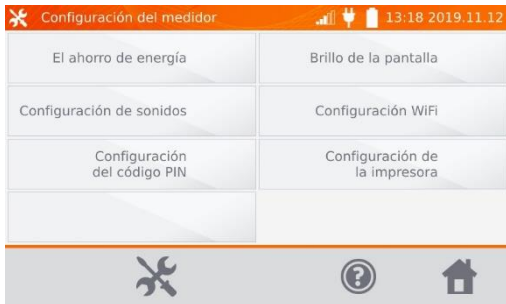 Configuración del medidor
13:18 2019.11.12
El ahorro de energía
Brillo de la pantalla
Configuración de sonidos
Configuración WiFi
Configuración
del código PIN
Configuración de
la impresora